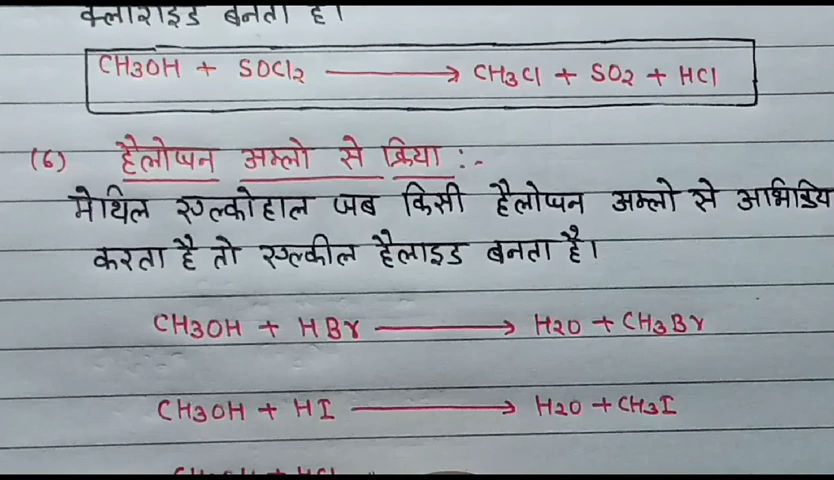 क्लोराइड बनता है।
CH3OH + SOCl2 ⟶ CH3Cl + SO2 + HCl
(6) हैलोजन अम्लो से क्रिया :-
मेथिल एल्कोहाल जब किसी हैलोजन अम्लो से
करता है तो एल्कील हैलाइड बनता है।
CH3OH + HBr ⟶ H2O + CH3Br
CH3OH + HI ⟶ H2O + CH3I